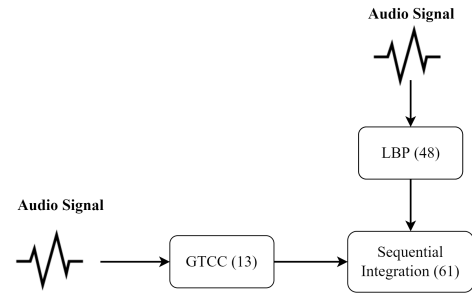 Audio Signal
LBP (48)
Audio Signal
GTCC (13)
Sequential
Integration (61)